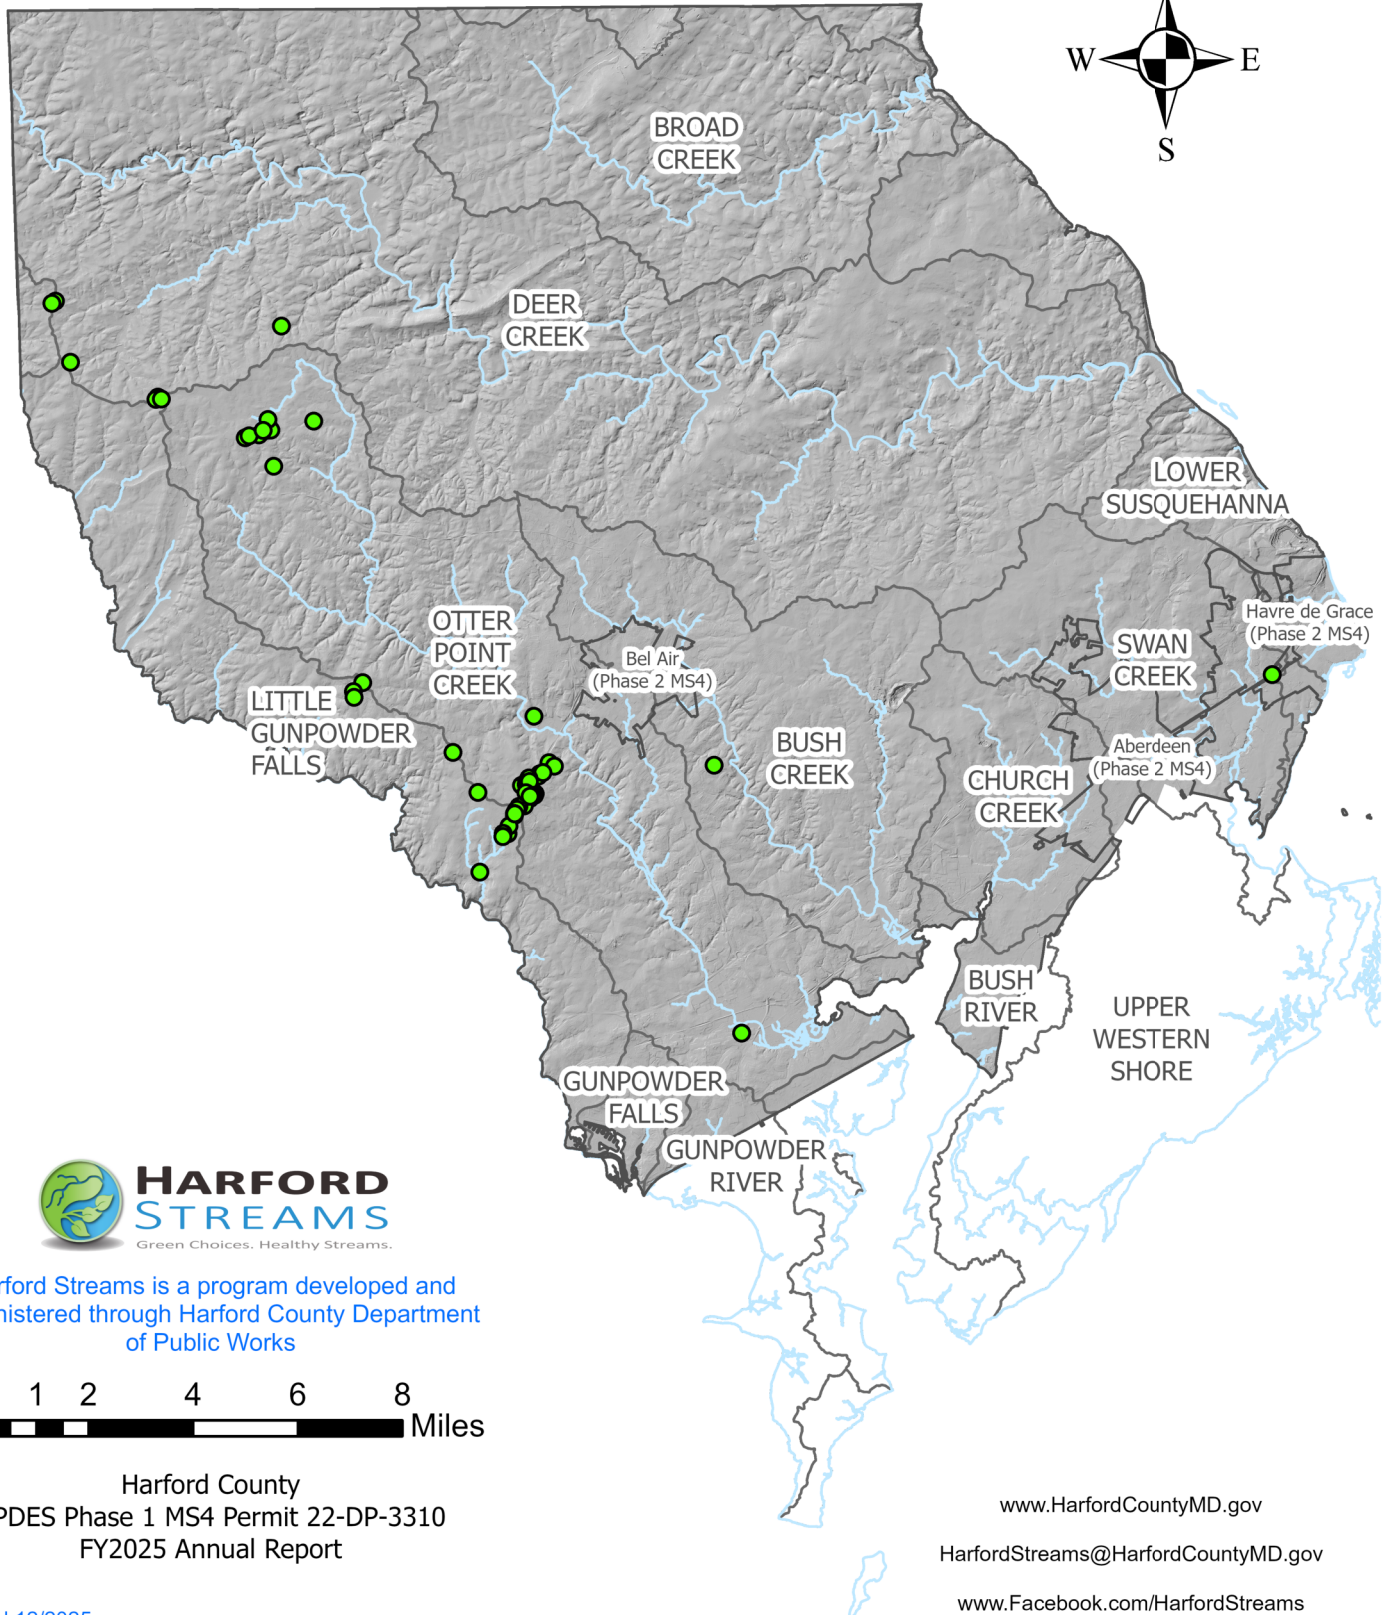 W E
S
BROAD
CREEK
DEER
CREEK
LOWER
SUSQUEHANNA
OTTER
POINT
CREEK
Bel Air
(Phase 2 MS4)
Havre de Grace
(Phase 2 MS4)
SWAN
CREEK
LITTLE
GUNPOWDER
FALLS
BUSH
CREEK
Aberdeen
(Phase 2 MS4)
CHURCH
CREEK
BUSH
RIVER
UPPER
WESTERN
SHORE
GUNPOWDER
FALLS
GUNPOWDER
RIVER
HARFORD
STREAMS
Green Choices. Healthy Streams.
rford Streams is a program developed and
nistered through Harford County Department
of Public Works
1 2 4 6 8
Miles
Harford County
PDES Phase 1 MS4 Permit 22-DP-3310
FY2025 Annual Report
www.HarfordCountyMD.gov
HarfordStreams@HarfordCountyMD.gov
www.Facebook.com/HarfordStreams